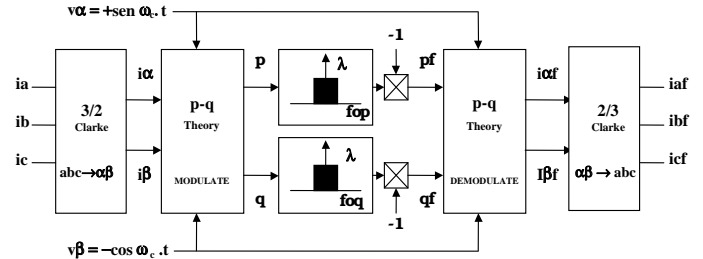 vα=+sen ωc. t
-1
p
λ
pf
iα
iαf
ia
ib
ic
3/2
Clarke
abc→αβ
p-q
Theory
MODULATE
fop
p-q
Theory
DEMODULATE
2/3
Clarke
αβ → abc
iaf
ibf
icf
λ
iβ
q
foq
qf
Iβf
-1
vβ=−cos ωc .t